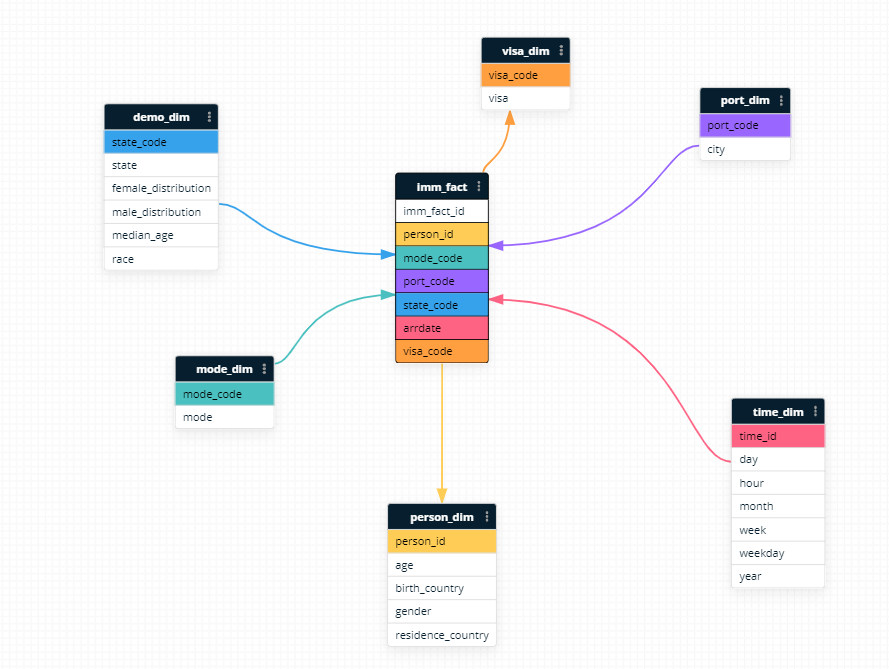 visa_dim
visa_code
visa
port_dim
port_code
city
demo_dim
state_code
state
female_distribution
male_distribution
median_age
race
imm_fact
imm_fact_id
person_id
mode_code
port_code
state_code
arrdate
visa_code
mode_dim
mode_code
mode
time_dim
time_id
day
hour
month
week
weekday
year
person_dim
person_id
age
birth_country
gender
residence_country